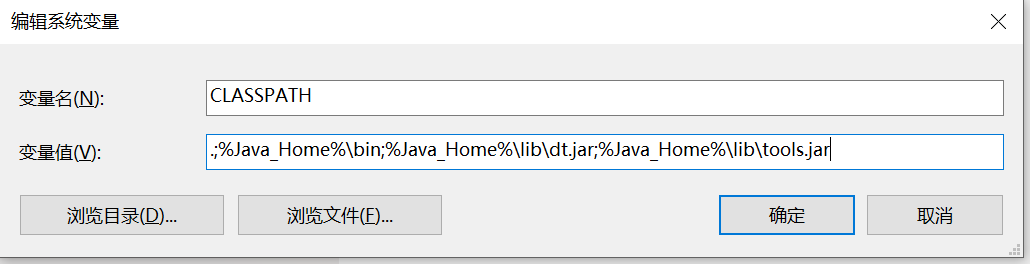 编辑系统变量
变量名(N):
CLASSPATH
变量值(V):
.;%Java_Home%\bin;%Java_Home%\lib\dt.jar;%Java_Home%\lib\tools.jar
浏览目录(D)...
浏览文件(F)...
确定
取消